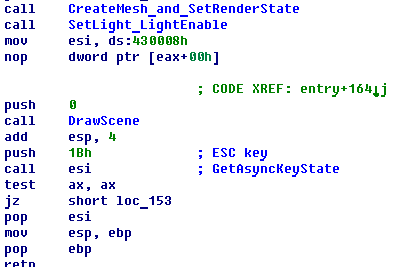 call CreateMesh_and_SetRenderState
call SetLight_LightEnable
mov esi, ds:430008h
nop dword ptr [eax+00h]
; CODE XREF: entry+164↓j
push 0
call DrawScene
add esp, 4
push 1Bh ; ESC key
call esi ; GetAsyncKeyState
test ax, ax
jz short loc_153
pop esi
mov esp, ebp
pop ebp
retn